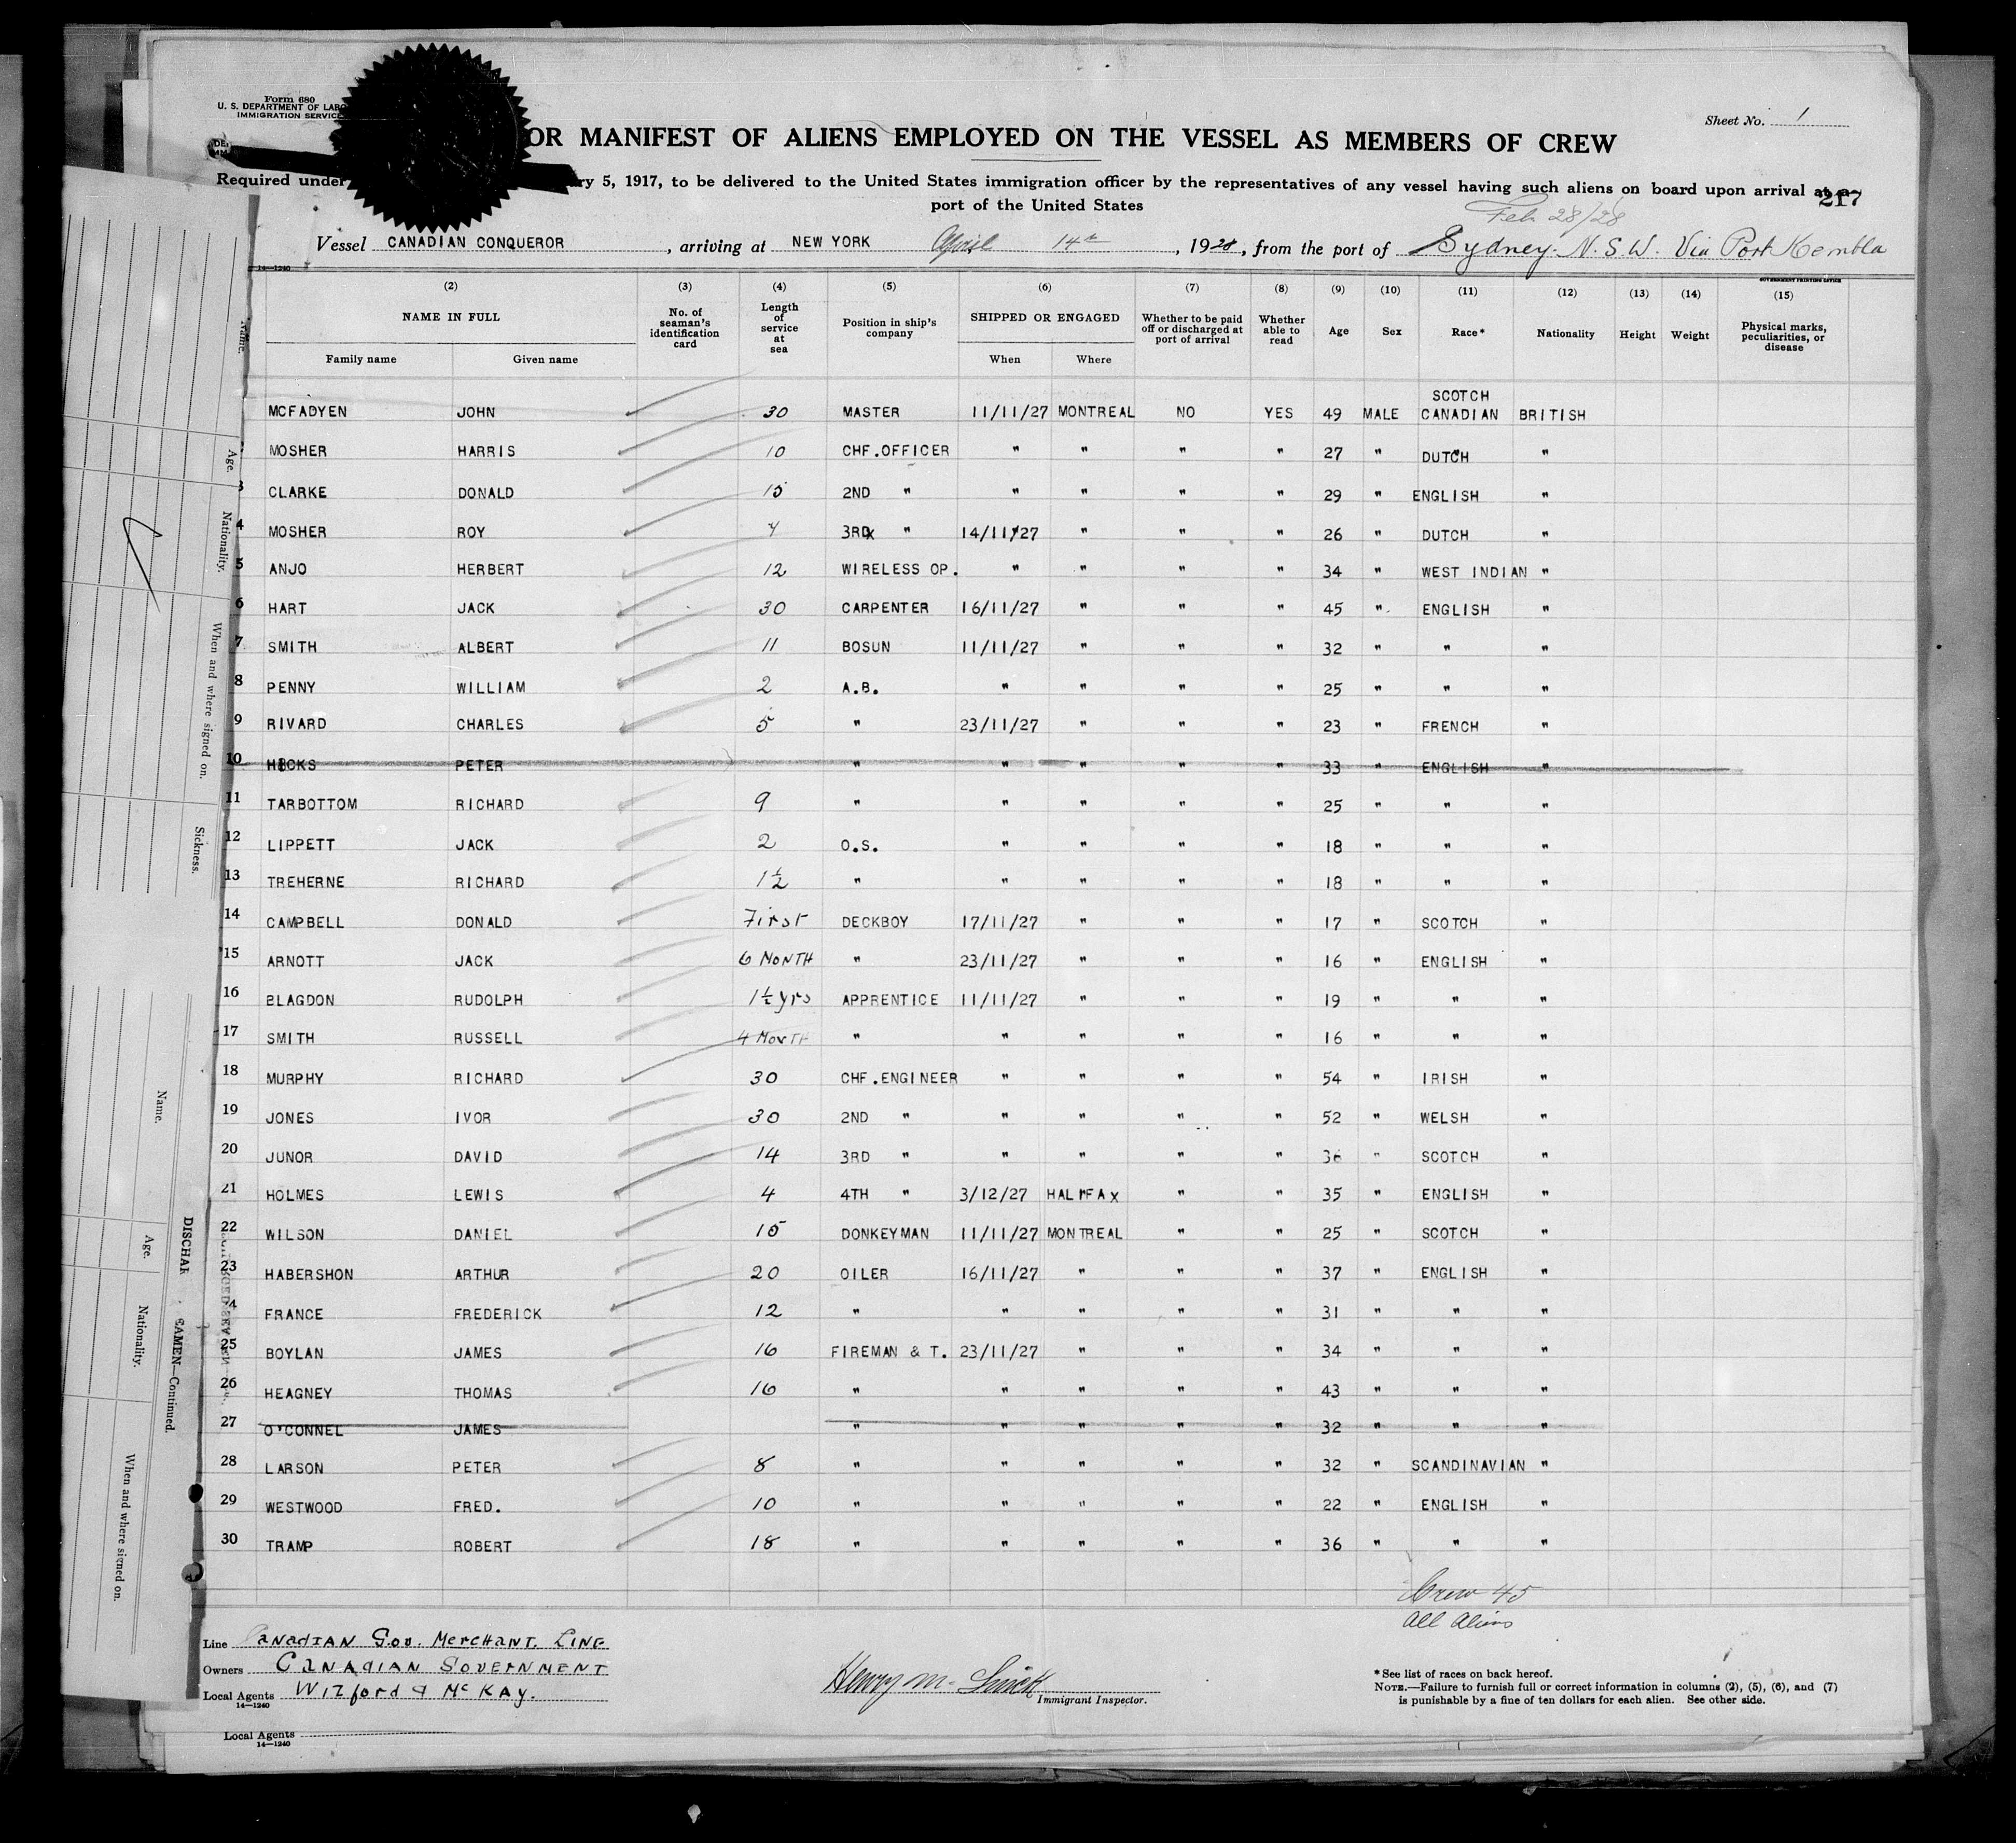 Form 680
U. S. DEPARTMENT OF LABO
IMMIGRATION SERVICE
Sheet No. 1
OR MANIFEST OF ALIENS EMPLOYED ON THE VESSEL AS MEMBERS OF CREW
Required under ry 5, 1917, to be delivered to the United States immigration officer by the representatives of any vessel having such aliens on board upon arrival at a
port of the United States
217
Feb 28/28
Vessel CANADIAN CONQUEROR, arriving at NEW YORK April 14th, 1928, from the port of Sydney. N.S.W. Via Port Kembla
14—1240
GOVERNMENT PRINTING OFFICE
(2) (3) (4) (5) (6) (7) (8) (9) (10) (11) (12) (13) (14) (15)
NAME IN FULL No. of seaman's identification card Length of service at sea Position in ship's company SHIPPED OR ENGAGED Whether to be paid off or discharged at port of arrival Whether able to read Age Sex Race* Nationality Height Weight Physical marks, peculiarities, or disease
Family name Given name When Where
MCFADYEN JOHN 30 MASTER 11/11/27 MONTREAL NO YES 49 MALE SCOTCH CANADIAN BRITISH
MOSHER HARRIS 10 CHF.OFFICER " " " " 27 " DUTCH "
3 CLARKE DONALD 15 2ND " " " " " 29 " ENGLISH "
4 MOSHER ROY 4 3RD " 14/11/27 " " " 26 " DUTCH "
5 ANJO HERBERT 12 WIRELESS OP. " " " " 34 " WEST INDIAN "
6 HART JACK 30 CARPENTER 16/11/27 " " " 45 " ENGLISH "
7 SMITH ALBERT 11 BOSUN 11/11/27 " " " 32 " " "
8 PENNY WILLIAM 2 A.B. " " " " 25 " " "
9 RIVARD CHARLES 5 " 23/11/27 " " " 23 " FRENCH "
10 HICKS PETER " " " " " 33 " ENGLISH "
11 TARBOTTOM RICHARD 9 " " " " " 25 " " "
12 LIPPETT JACK 2 O.S. " " " " 18 " " "
13 TREHERNE RICHARD 1½ " " " " " 18 " " "
14 CAMPBELL DONALD First DECKBOY 17/11/27 " " " 17 " SCOTCH "
15 ARNOTT JACK 6 MONTH " 23/11/27 " " " 16 " ENGLISH "
16 BLAGDON RUDOLPH 1½ yrs APPRENTICE 11/11/27 " " " 19 " " "
17 SMITH RUSSELL 4 MONTH " " " " " 16 " " "
18 MURPHY RICHARD 30 CHF.ENGINEER " " " " 54 " IRISH "
19 JONES IVOR 30 2ND " " " " " 52 " WELSH "
20 JUNOR DAVID 14 3RD " " " " " 36 " SCOTCH "
21 HOLMES LEWIS 4 4TH " 3/12/27 HALIFAX " " 35 " ENGLISH "
22 WILSON DANIEL 15 DONKEYMAN 11/11/27 MONTREAL " " 25 " SCOTCH "
23 HABERSHON ARTHUR 20 OILER 16/11/27 " " " 37 " ENGLISH "
24 FRANCE FREDERICK 12 " " " " " 31 " " "
25 BOYLAN JAMES 16 FIREMAN & T. 23/11/27 " " " 34 " " "
26 HEAGNEY THOMAS 16 " " " " " 43 " " "
27 O'CONNEL JAMES " " " " " 32 " " "
28 LARSON PETER 8 " " " " " 32 " SCANDINAVIAN "
29 WESTWOOD FRED. 10 " " " " " 22 " ENGLISH "
30 TRAMP ROBERT 18 " " " " " 36 " " "
Crew 45
All Aliens
Line Canadian Gov. Merchant. Line
Owners Canadian Government
Local Agents
14—1240
Henry M.
Immigrant Inspector.
*See list of races on back hereof.
NOTE.—Failure to furnish full or correct information in columns (2), (5), (6), and (7)
is punishable by a fine of ten dollars for each alien. See other side.
Local Agents
14—1240
Name.
Age.
Nationality.
When and where signed on.
Sickness.
DISCHAR AMEN—Continued.
Name.
Age.
Nationality.
When and where signed on.